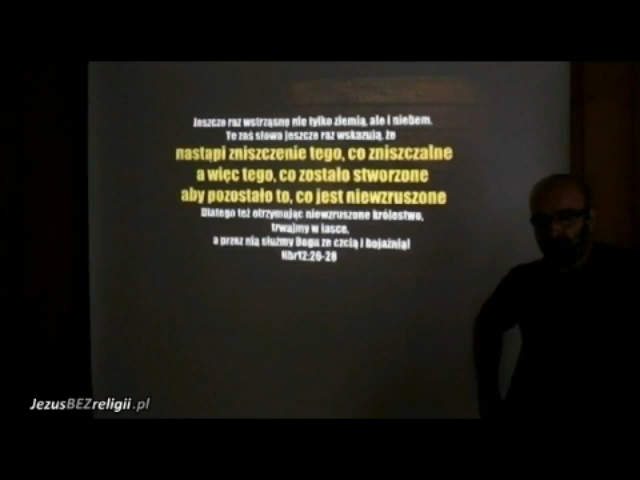 Jeszcze raz wstrząsnę nie tylko ziemią, ale i niebem.
Te zaś słowa jeszcze raz wskazują, że
nastąpi zniszczenie tego, co zniszczalne
a więc tego, co zostało stworzone
aby pozostało to, co jest niewzruszone
Dlatego też otrzymując niewzruszone królestwo,
trwajmy w łasce,
a przez nią służmy Bogu ze czcią i bojaźnią!
Hbr12:26-28
JezusBEZreligii.pl